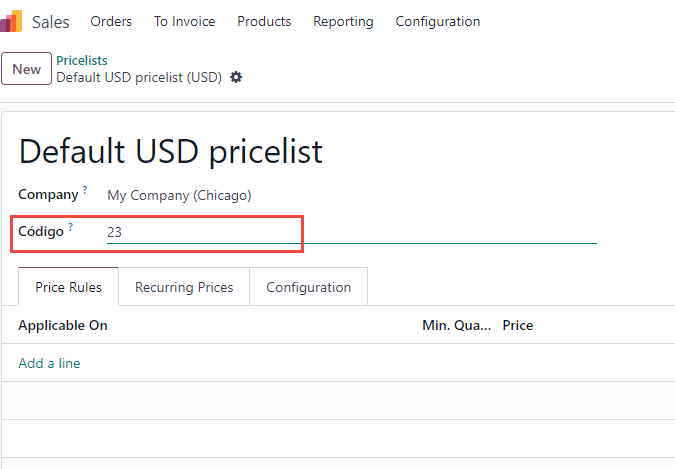 Sales Orders To Invoice Products Reporting Configuration
New
Pricelists
Default USD pricelist (USD)
Default USD pricelist
Company ? My Company (Chicago)
Código ? 23
Price Rules Recurring Prices Configuration
Applicable On Min. Qua... Price
Add a line